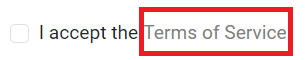 I accept the Terms of Service